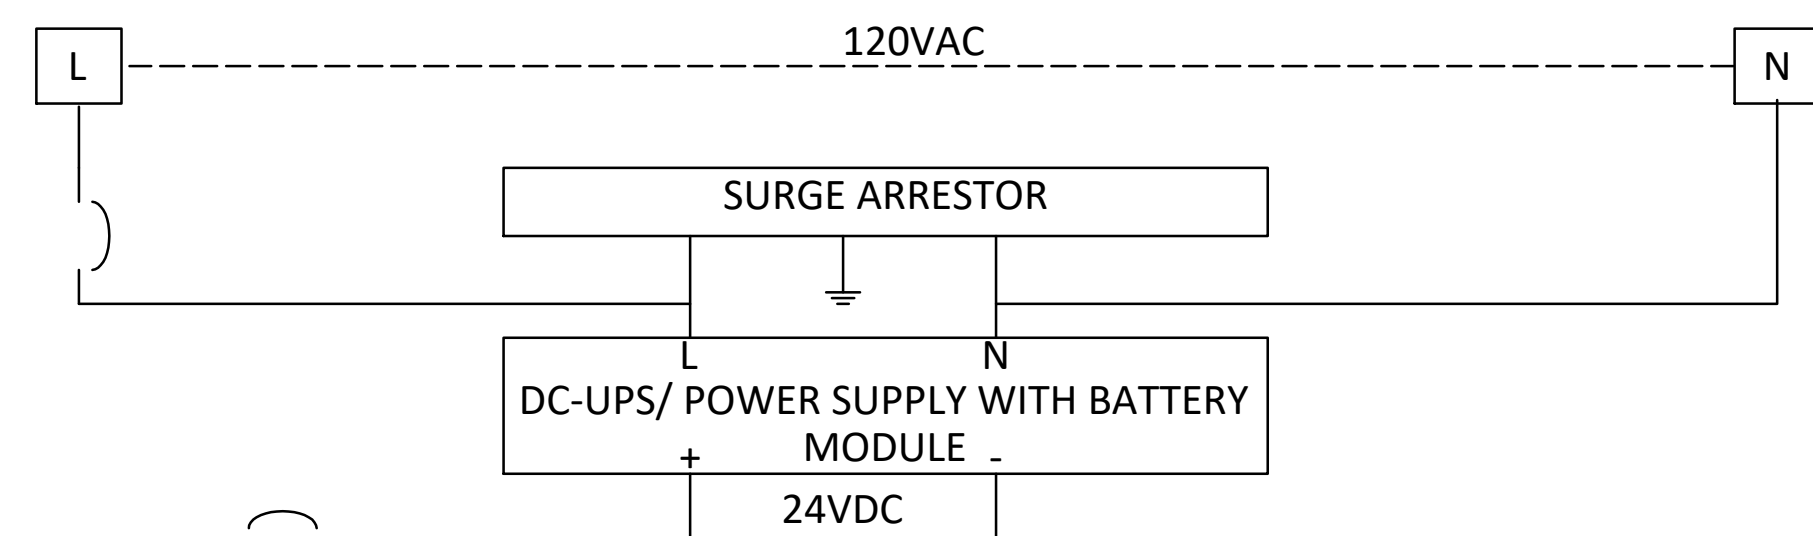 120VAC
L
N
SURGE ARRESTOR
L
N
DC-UPS/ POWER SUPPLY WITH BATTERY
MODULE
+
-
24VDC